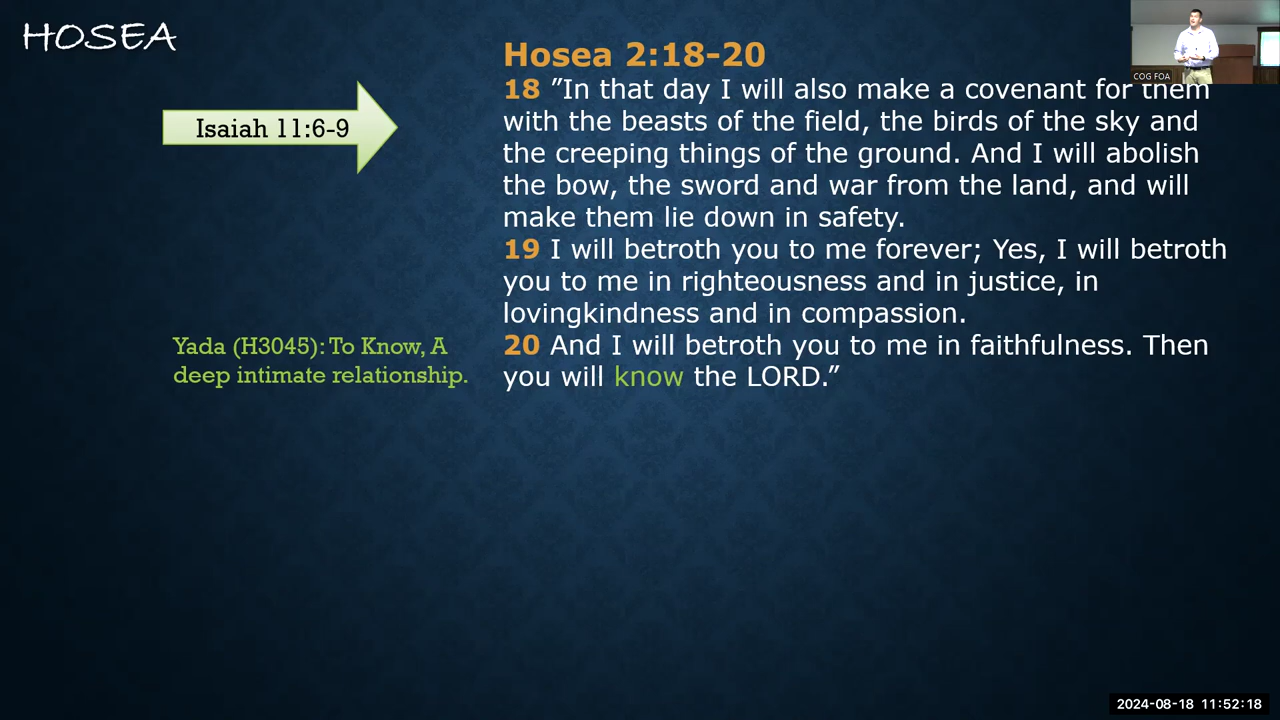 HOSEA
Isaiah 11:6-9
Yada (H3045): To Know, A
deep intimate relationship.
Hosea 2:18-20
18 ”In that day I will also make a covenant for them
with the beasts of the field, the birds of the sky and
the creeping things of the ground. And I will abolish
the bow, the sword and war from the land, and will
make them lie down in safety.
19 I will betroth you to me forever; Yes, I will betroth
you to me in righteousness and in justice, in
lovingkindness and in compassion.
20 And I will betroth you to me in faithfulness. Then
you will know the LORD.”
COG FOA
2024-08-18 11:52:18